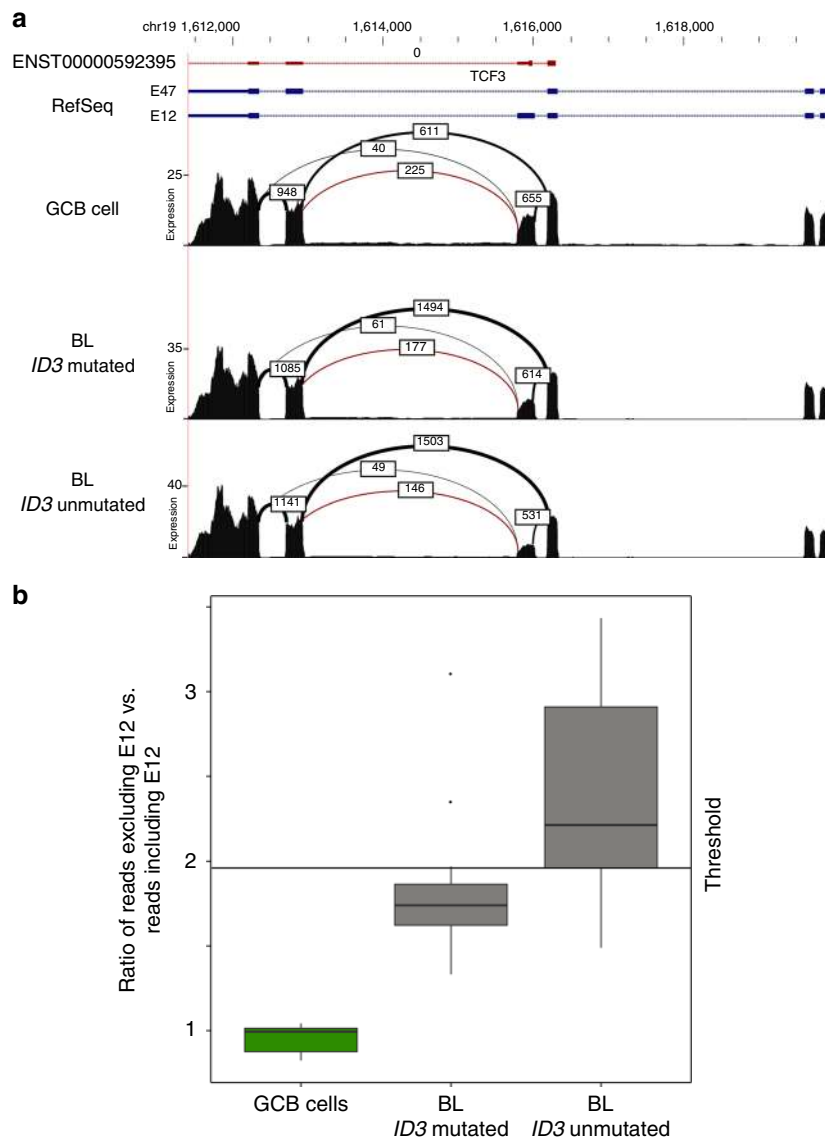 a
chr19 1,612,000 1,614,000 1,616,000 1,618,000
0
ENST00000592395
TCF3
E47
RefSeq
E12
611
40
25
225
948
655
GCB cell
Expression
1494
61
35
177
BL
ID3 mutated
1085
614
Expression
1503
49
40
146
BL
ID3 unmutated
1141
531
Expression
b
Ratio of reads excluding E12 vs.
reads including E12
3
2
1
Threshold
GCB cells
BL
ID3 mutated
BL
ID3 unmutated